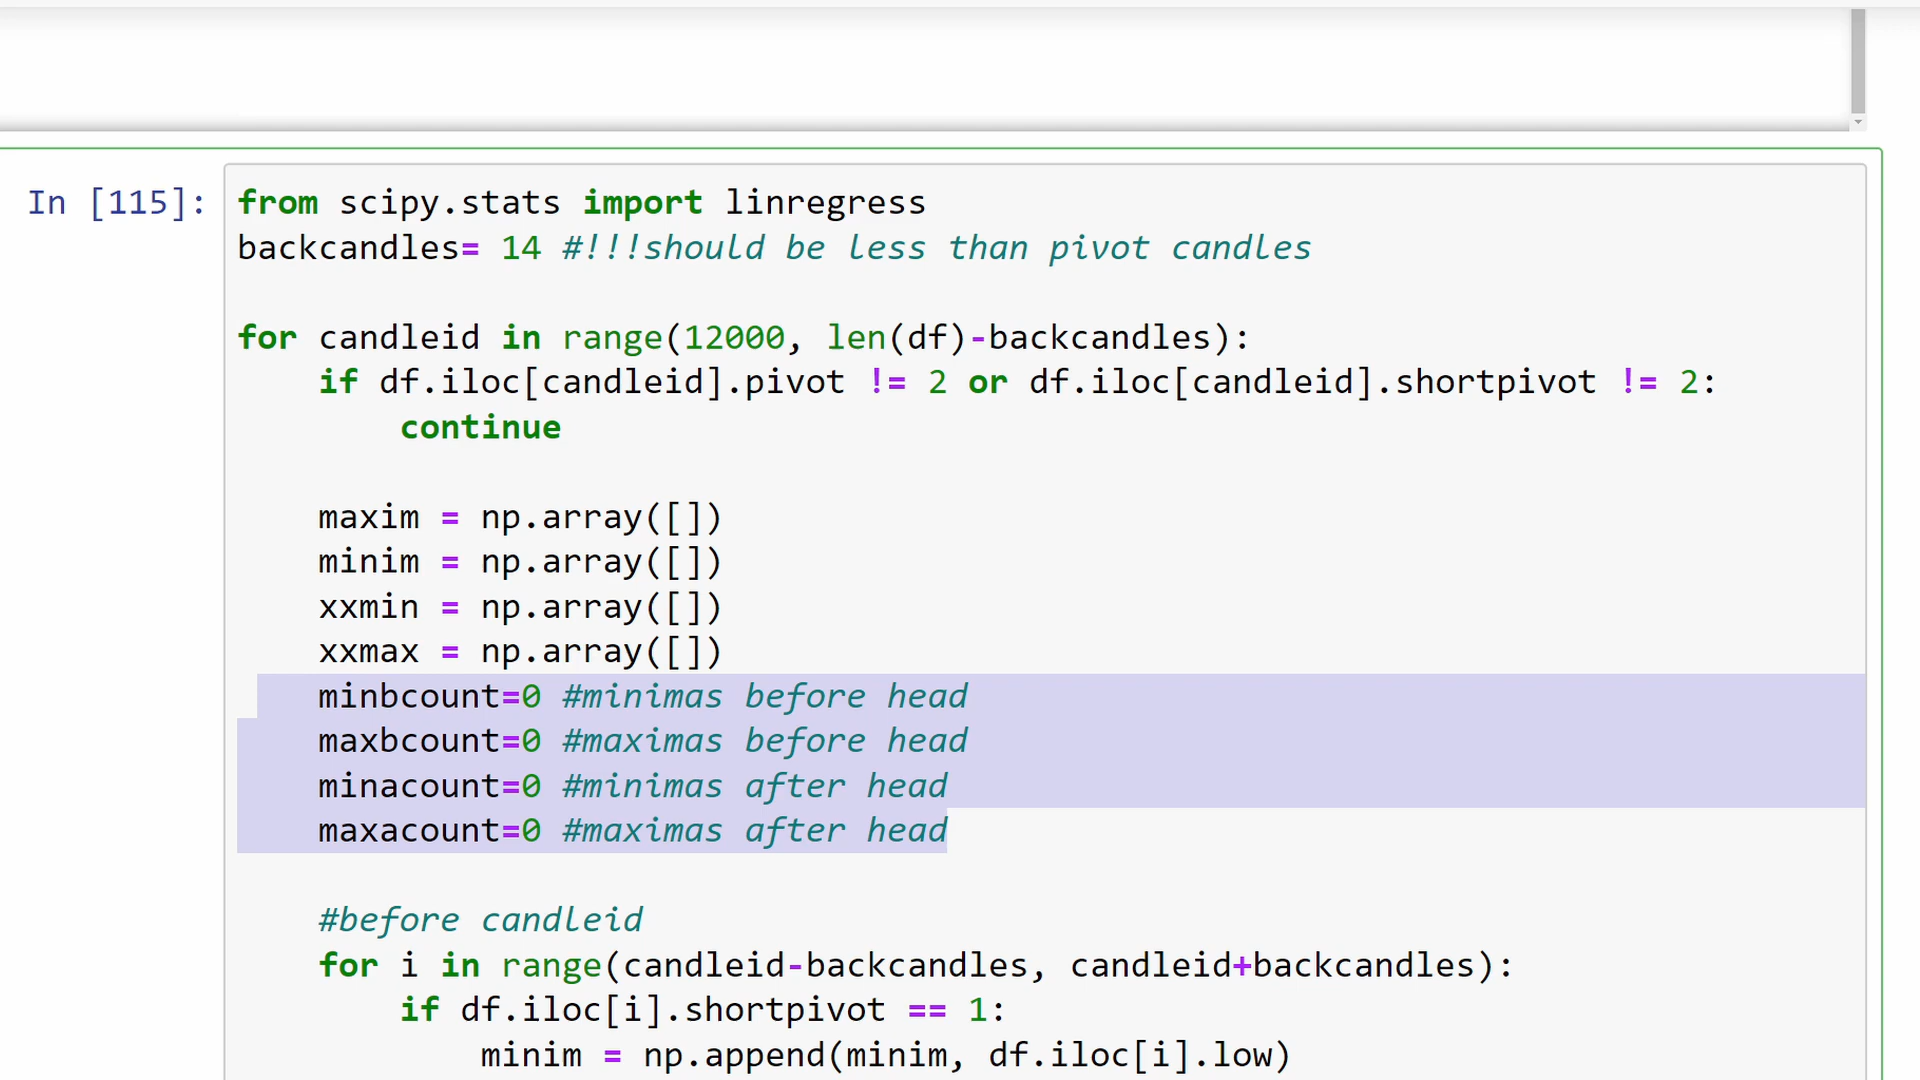 In [115]:
from scipy.stats import linregress
backcandles= 14 #!!!should be less than pivot candles
for candleid in range(12000, len(df)-backcandles):
    if df.iloc[candleid].pivot != 2 or df.iloc[candleid].shortpivot != 2:
        continue
    maxim = np.array([])
    minim = np.array([])
    xxmin = np.array([])
    xxmax = np.array([])
    minbcount=0 #minimas before head
    maxbcount=0 #maximas before head
    minacount=0 #minimas after head
    maxacount=0 #maximas after head
    #before candleid
    for i in range(candleid-backcandles, candleid+backcandles):
        if df.iloc[i].shortpivot == 1:
            minim = np.append(minim, df.iloc[i].low)